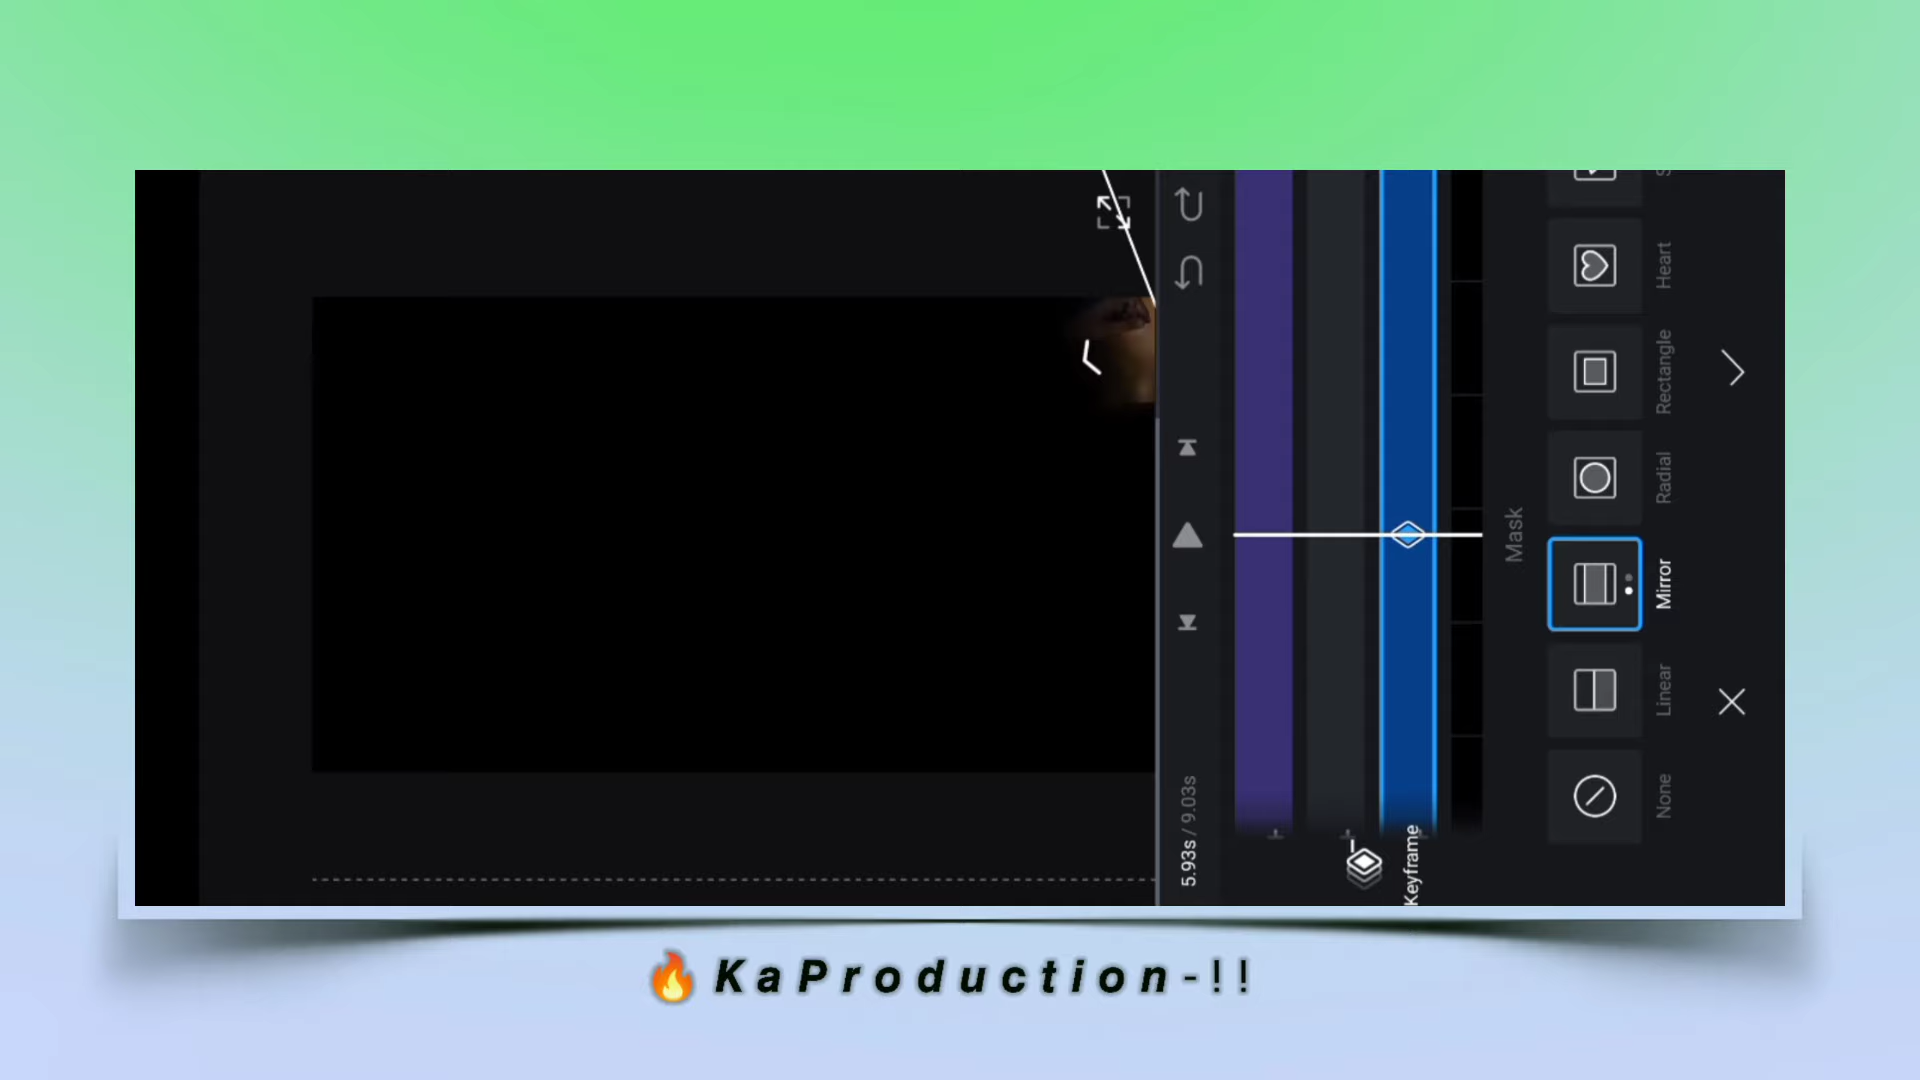 5.93s / 9.03s
Keyframe
Mask
None
Linear
Mirror
Radial
Rectangle
Heart
🔥 KaProduction-!!